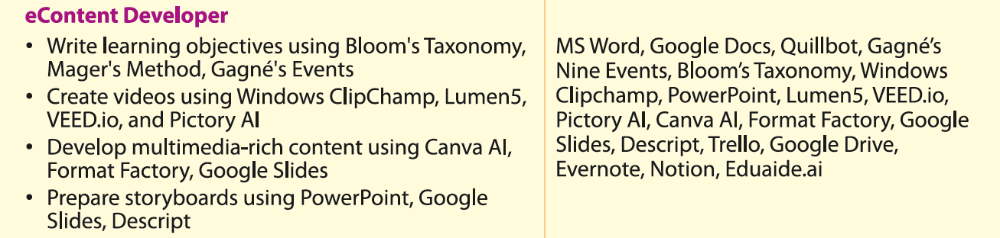 eContent Developer
• Write learning objectives using Bloom's Taxonomy,
Mager's Method, Gagné's Events
• Create videos using Windows ClipChamp, Lumen5,
VEED.io, and Pictory AI
• Develop multimedia-rich content using Canva AI,
Format Factory, Google Slides
• Prepare storyboards using PowerPoint, Google
Slides, Descript
MS Word, Google Docs, Quillbot, Gagné’s
Nine Events, Bloom’s Taxonomy, Windows
Clipchamp, PowerPoint, Lumen5, VEED.io,
Pictory AI, Canva AI, Format Factory, Google
Slides, Descript, Trello, Google Drive,
Evernote, Notion, Eduaide.ai